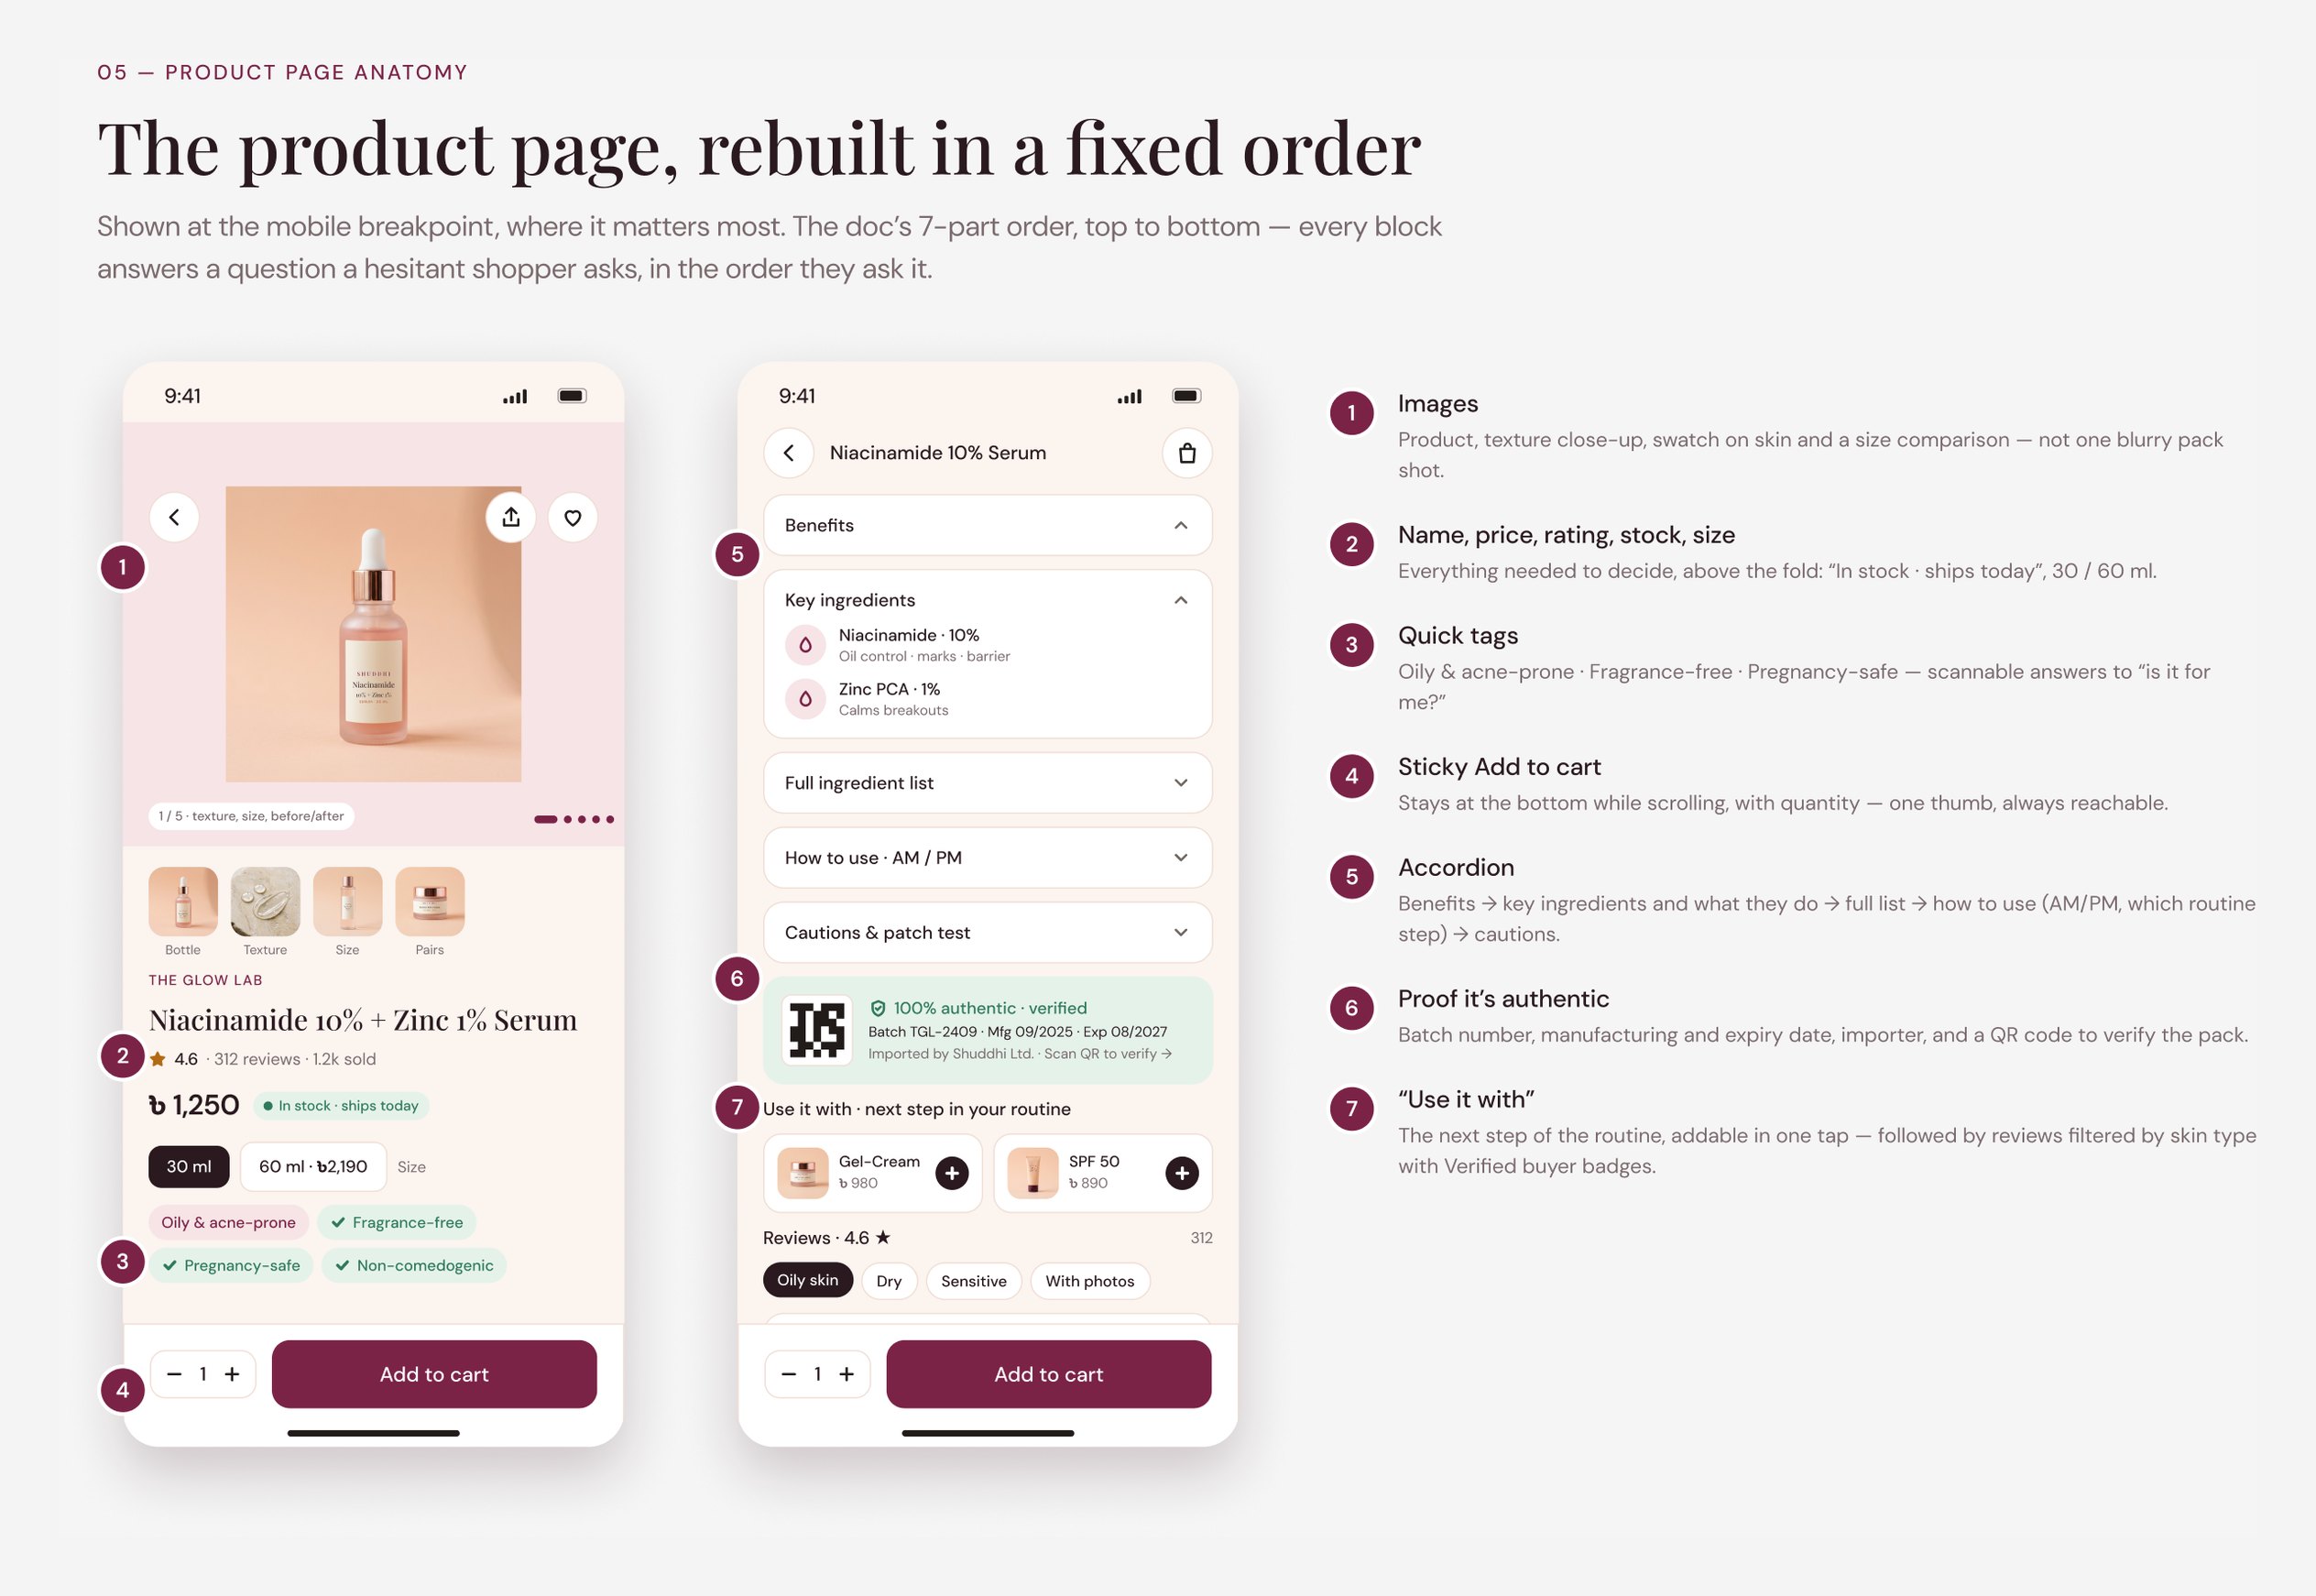 05 — PRODUCT PAGE ANATOMY
The product page, rebuilt in a fixed order
Shown at the mobile breakpoint, where it matters most. The doc’s 7-part order, top to bottom — every block
answers a question a hesitant shopper asks, in the order they ask it.
9:41
1
SHUDDHI
Niacinamide
10% + Zinc 1%
1 / 5 · texture, size, before/after
Bottle
Texture
Size
Pairs
THE GLOW LAB
Niacinamide 10% + Zinc 1% Serum
2
4.6 · 312 reviews · 1.2k sold
৳ 1,250
In stock · ships today
30 ml
60 ml · ৳2,190
Size
Oily & acne-prone
Fragrance-free
3
Pregnancy-safe
Non-comedogenic
4
− 1 +
Add to cart
9:41
Niacinamide 10% Serum
Benefits
5
Key ingredients
Niacinamide · 10%
Oil control · marks · barrier
Zinc PCA · 1%
Calms breakouts
Full ingredient list
How to use · AM / PM
Cautions & patch test
6
100% authentic · verified
Batch TGL-2409 · Mfg 09/2025 · Exp 08/2027
Imported by Shuddhi Ltd. · Scan QR to verify →
7
Use it with · next step in your routine
Gel-Cream
৳ 980
+
SPF 50
৳ 890
+
Reviews · 4.6 ★
312
Oily skin
Dry
Sensitive
With photos
− 1 +
Add to cart
1
Images
Product, texture close-up, swatch on skin and a size comparison — not one blurry pack
shot.
2
Name, price, rating, stock, size
Everything needed to decide, above the fold: “In stock · ships today”, 30 / 60 ml.
3
Quick tags
Oily & acne-prone · Fragrance-free · Pregnancy-safe — scannable answers to “is it for
me?”
4
Sticky Add to cart
Stays at the bottom while scrolling, with quantity — one thumb, always reachable.
5
Accordion
Benefits → key ingredients and what they do → full list → how to use (AM/PM, which routine
step) → cautions.
6
Proof it’s authentic
Batch number, manufacturing and expiry date, importer, and a QR code to verify the pack.
7
“Use it with”
The next step of the routine, addable in one tap — followed by reviews filtered by skin type
with Verified buyer badges.